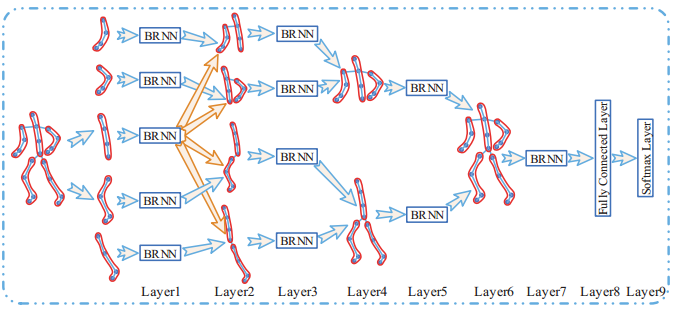 BRNN
BRNN
BRNN
BRNN
BRNN
BRNN
BRNN
BRNN
BRNN
BRNN
BRNN
BRNN
Fully Connected Layer
Softmax Layer
Layer1 Layer2 Layer3 Layer4 Layer5 Layer6 Layer7 Layer8 Layer9